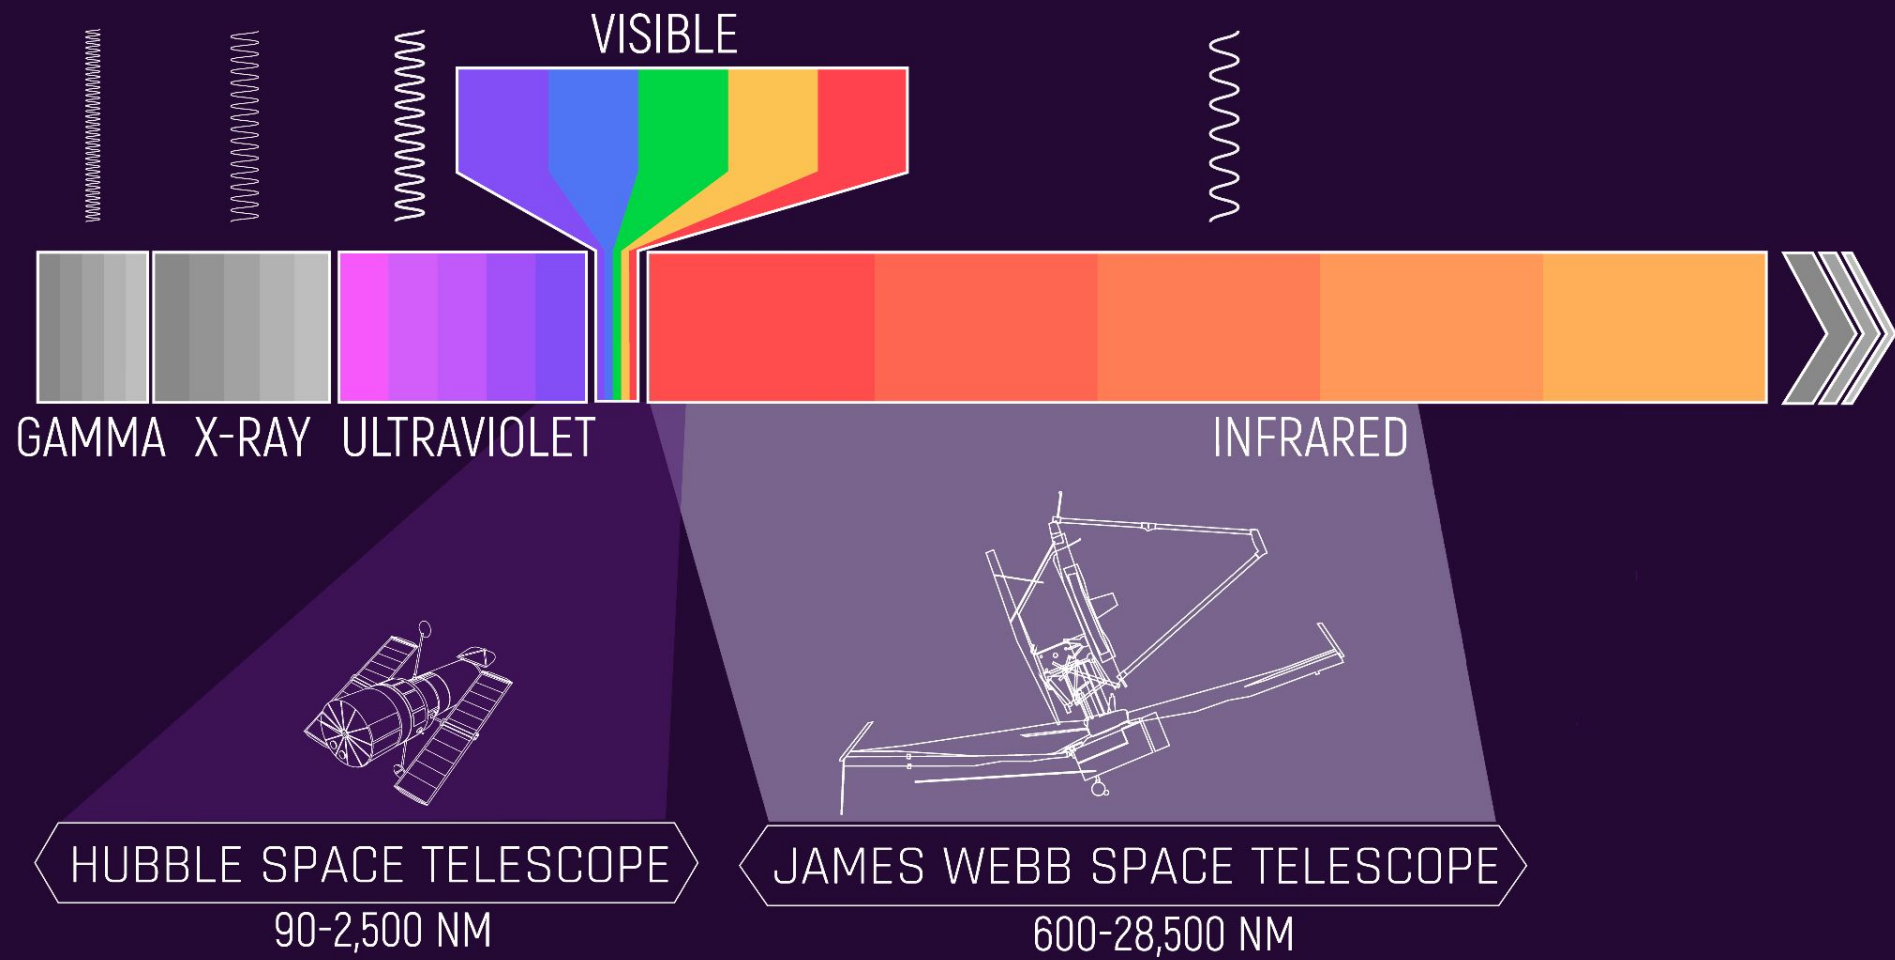 VISIBLE
GAMMA X-RAY ULTRAVIOLET INFRARED
HUBBLE SPACE TELESCOPE
90-2,500 NM
JAMES WEBB SPACE TELESCOPE
600-28,500 NM